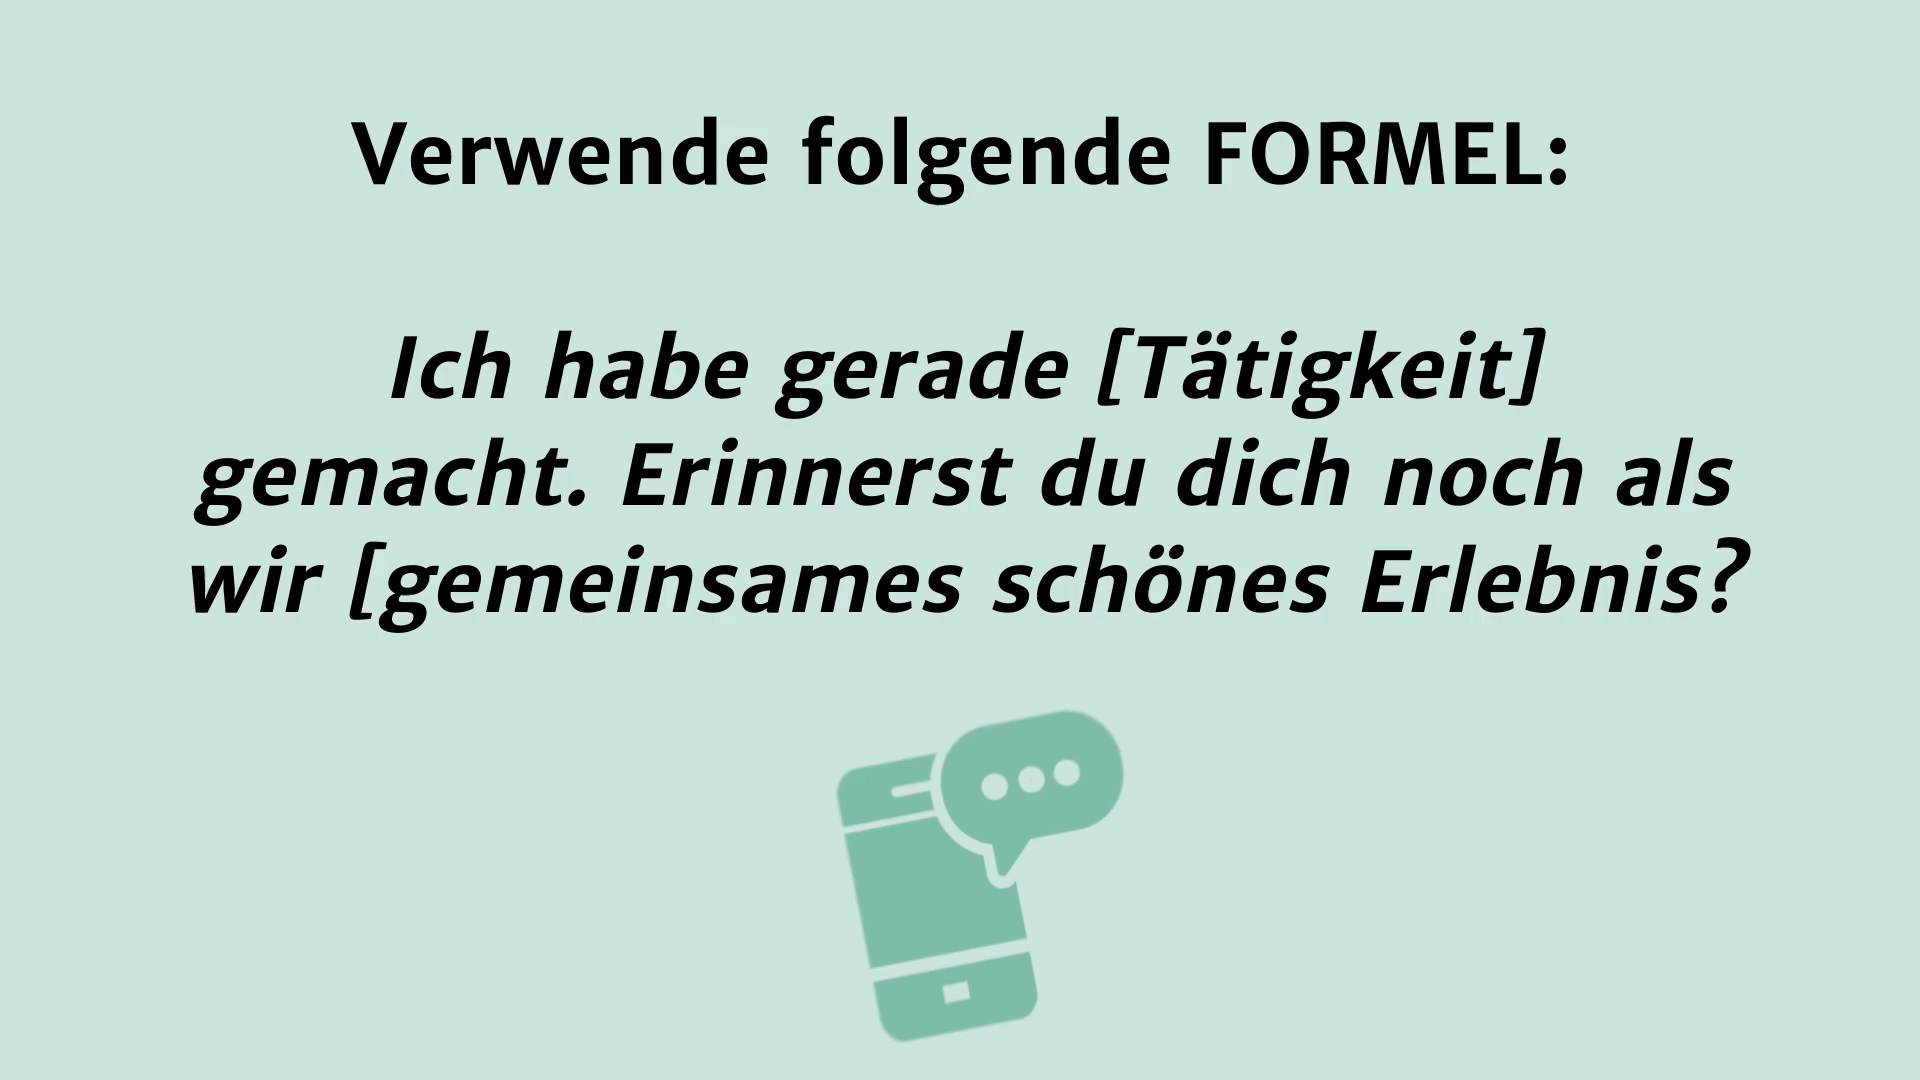 Verwende folgende FORMEL:
Ich habe gerade [Tätigkeit]
gemacht. Erinnerst du dich noch als
wir [gemeinsames schönes Erlebnis?